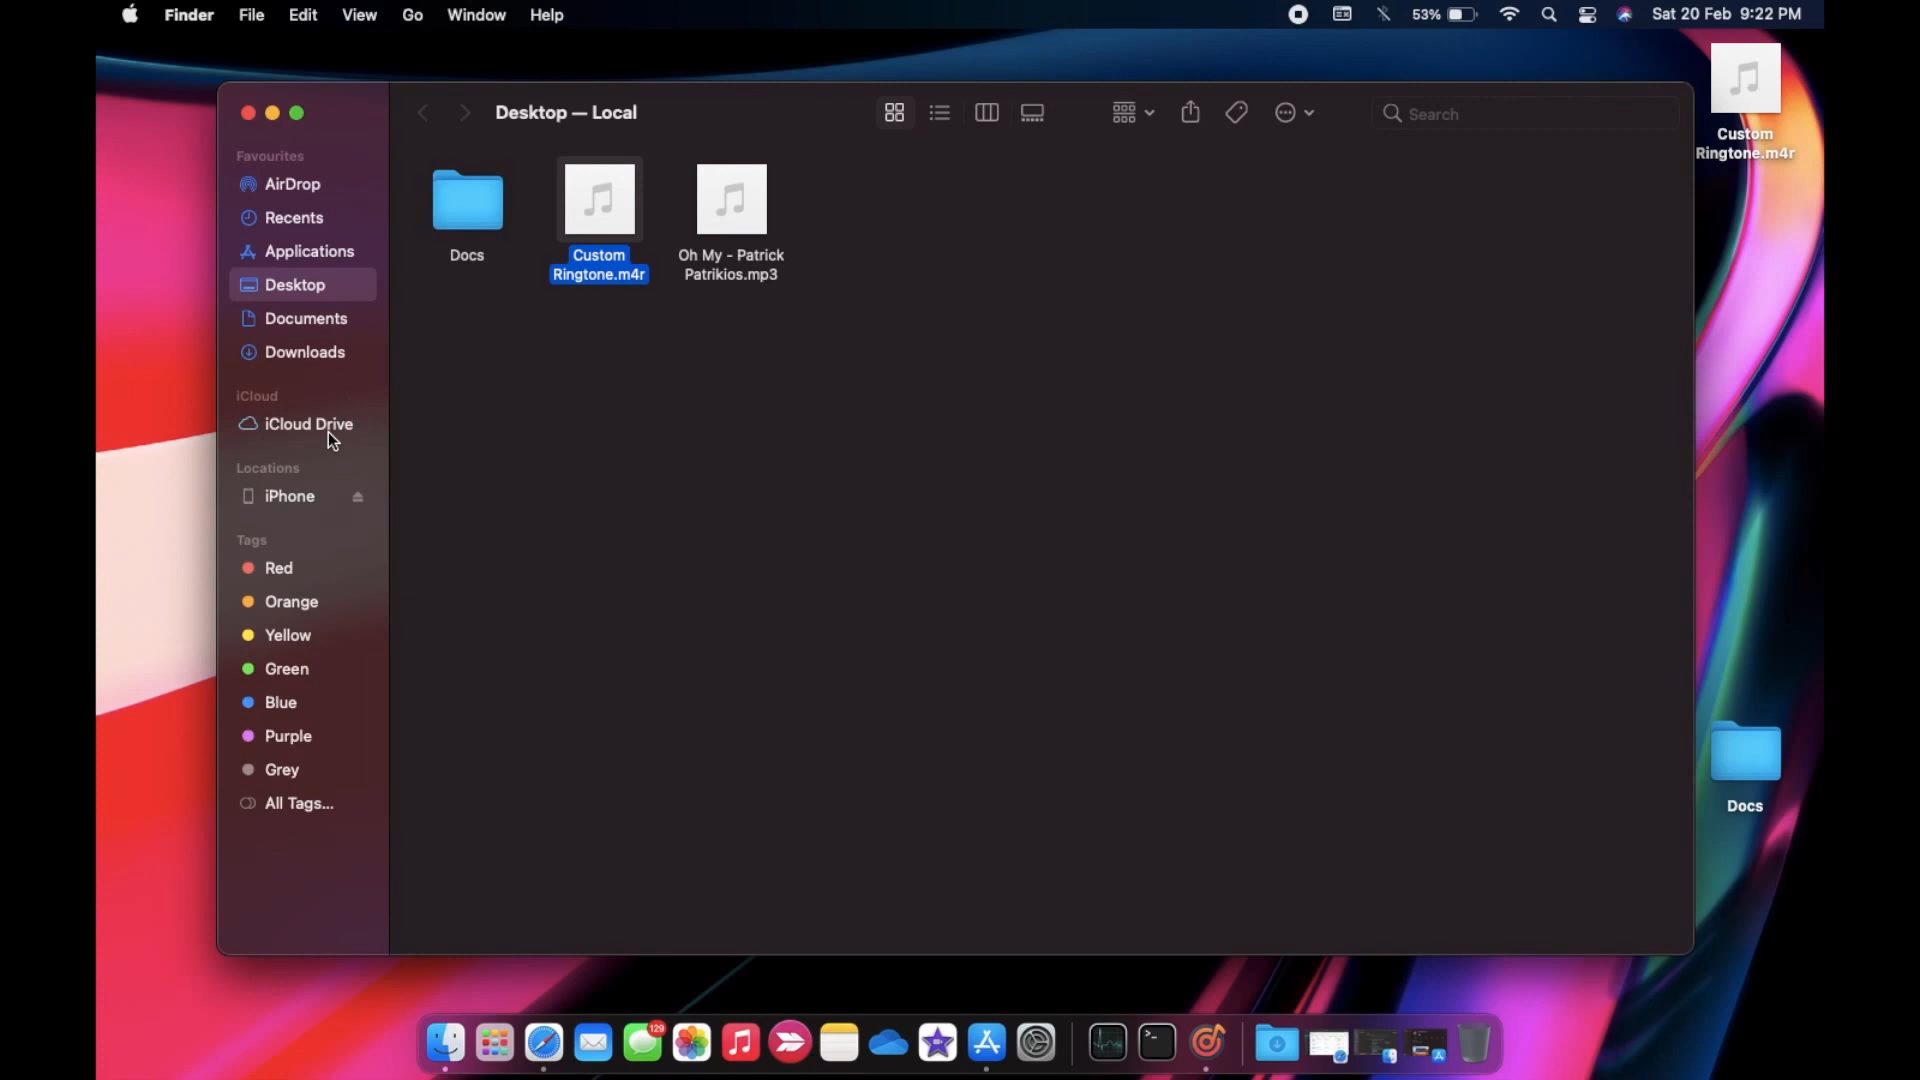 Finder File Edit View Go Window Help 53% Sat 20 Feb 9:22 PM
Desktop — Local
Search
Favourites
AirDrop
Recents
Applications
Desktop
Documents
Downloads
iCloud
iCloud Drive
Locations
iPhone
Tags
Red
Orange
Yellow
Green
Blue
Purple
Grey
All Tags...
Docs
Custom
Ringtone.m4r
Oh My - Patrick
Patrikios.mp3
Custom
Ringtone.m4r
Docs
129